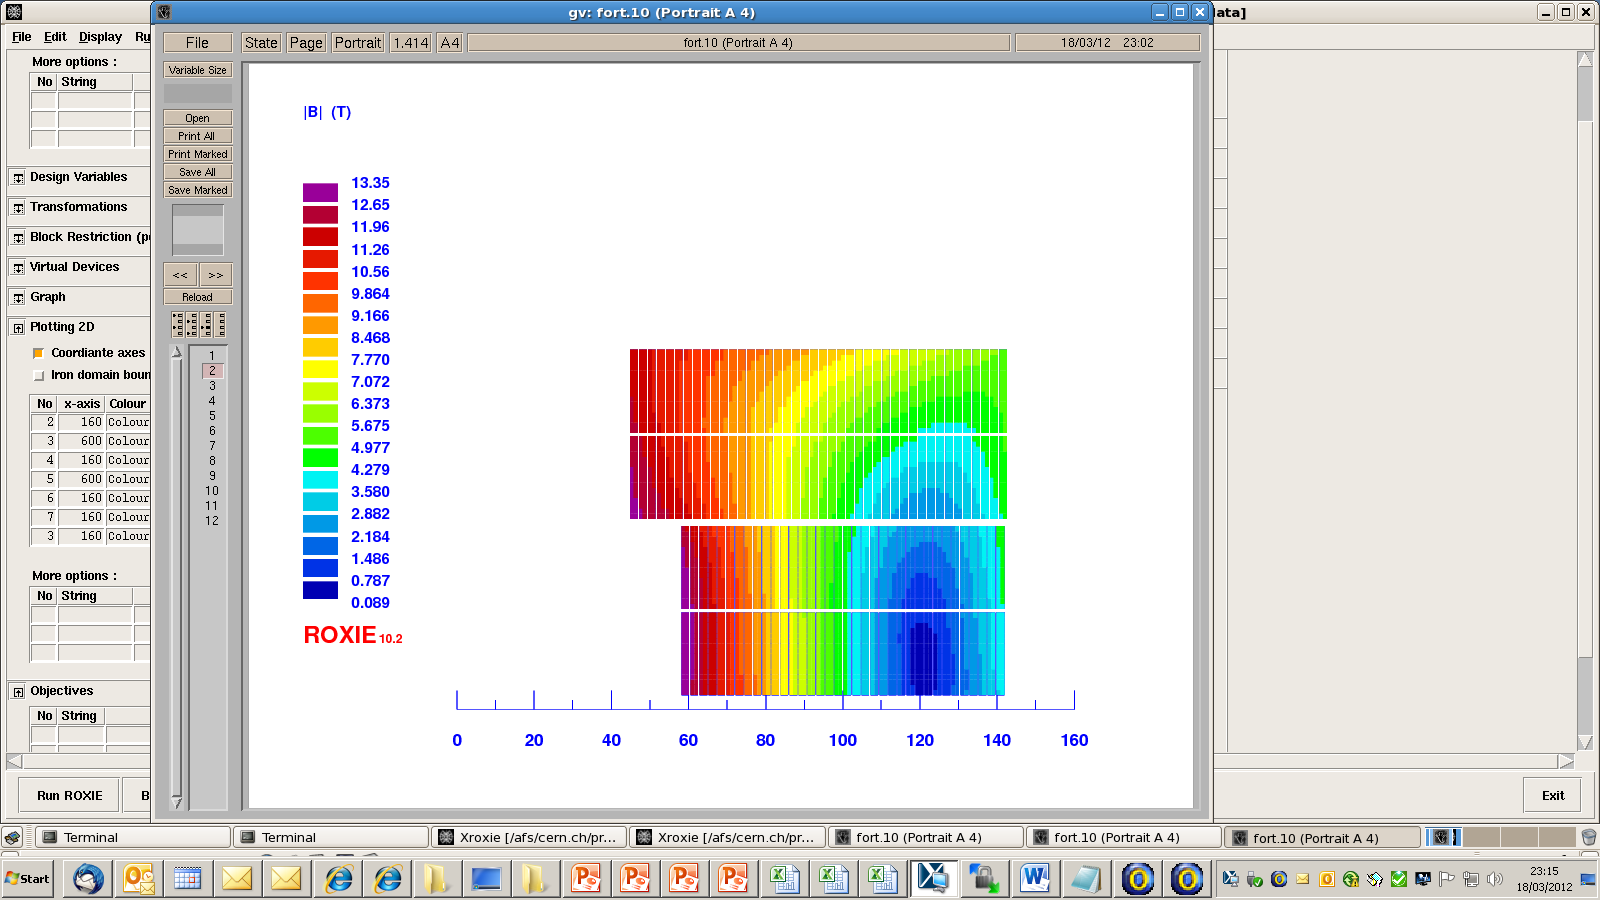 gv: fort.10 (Portrait A 4)
lata]
File Edit Display Ru
File
State
Page
Portrait
1.414
A4
fort.10 (Portrait A 4)
18/03/12 23:02
More options :
No String
Variable Size
Open
Print All
Print Marked
Save All
Save Marked
<< >>
Reload
1
2
3
4
5
6
7
8
9
10
11
12
Design Variables
Transformations
Block Restriction (p
Virtual Devices
Graph
Plotting 2D
Coordiante axes
Iron domain boun
No x-axis Colour
2 160 Colour
3 600 Colour
4 160 Colour
5 600 Colour
6 160 Colour
7 160 Colour
3 160 Colour
More options :
No String
Objectives
No String
Run ROXIE
B
Exit
|B| (T)
13.35
12.65
11.96
11.26
10.56
9.864
9.166
8.468
7.770
7.072
6.373
5.675
4.977
4.279
3.580
2.882
2.184
1.486
0.787
0.089
ROXIE 10.2
0 20 40 60 80 100 120 140 160
Terminal
Terminal
Xroxie [/afs/cern.ch/pr...
Xroxie [/afs/cern.ch/pr...
fort.10 (Portrait A 4)
fort.10 (Portrait A 4)
fort.10 (Portrait A 4)
Start
23:15
18/03/2012